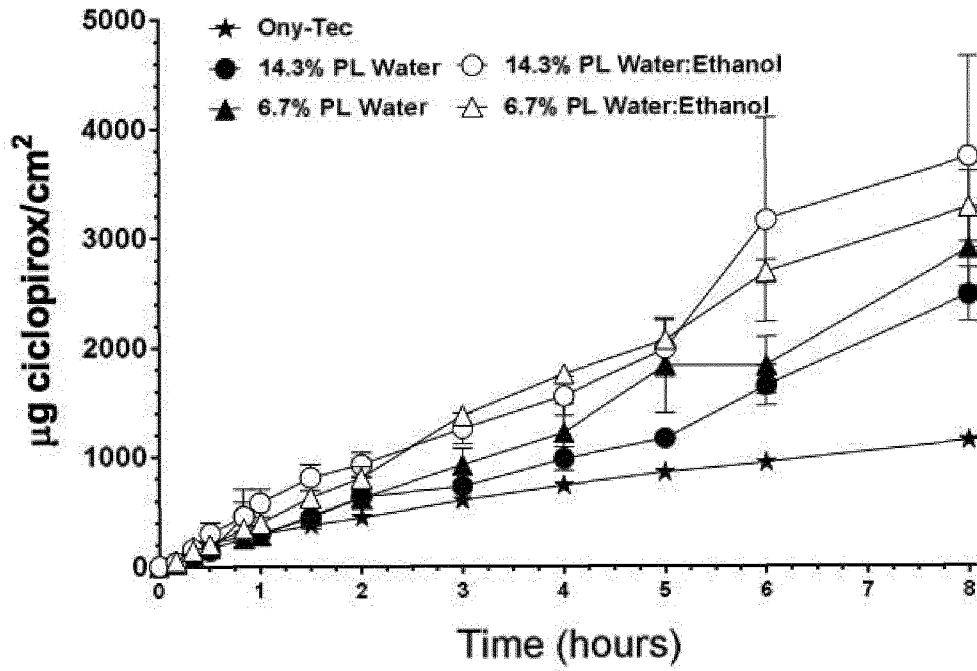 5000
4000
3000
2000
1000
0
µg ciclopirox/cm²
Ony-Tec
14.3% PL Water
14.3% PL Water:Ethanol
6.7% PL Water
6.7% PL Water:Ethanol
0 1 2 3 4 5 6 7 8
Time (hours)